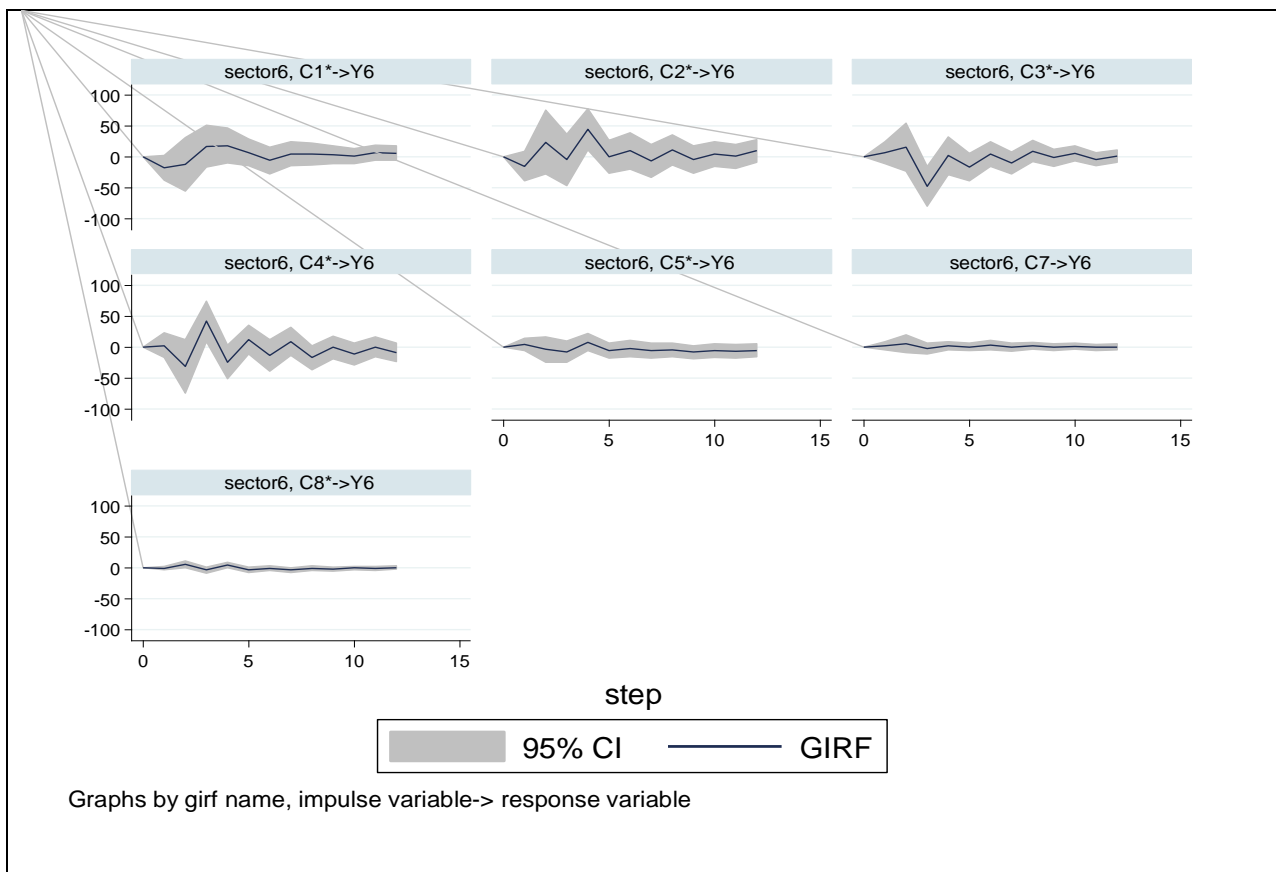 sector6, C1*->Y6
sector6, C2*->Y6
sector6, C3*->Y6
100
50
0
-50
-100
sector6, C4*->Y6
sector6, C5*->Y6
sector6, C7->Y6
100
50
0
-50
-100
0 5 10 15
0 5 10 15
sector6, C8*->Y6
100
50
0
-50
-100
0 5 10 15
step
95% CI
GIRF
Graphs by girf name, impulse variable-> response variable